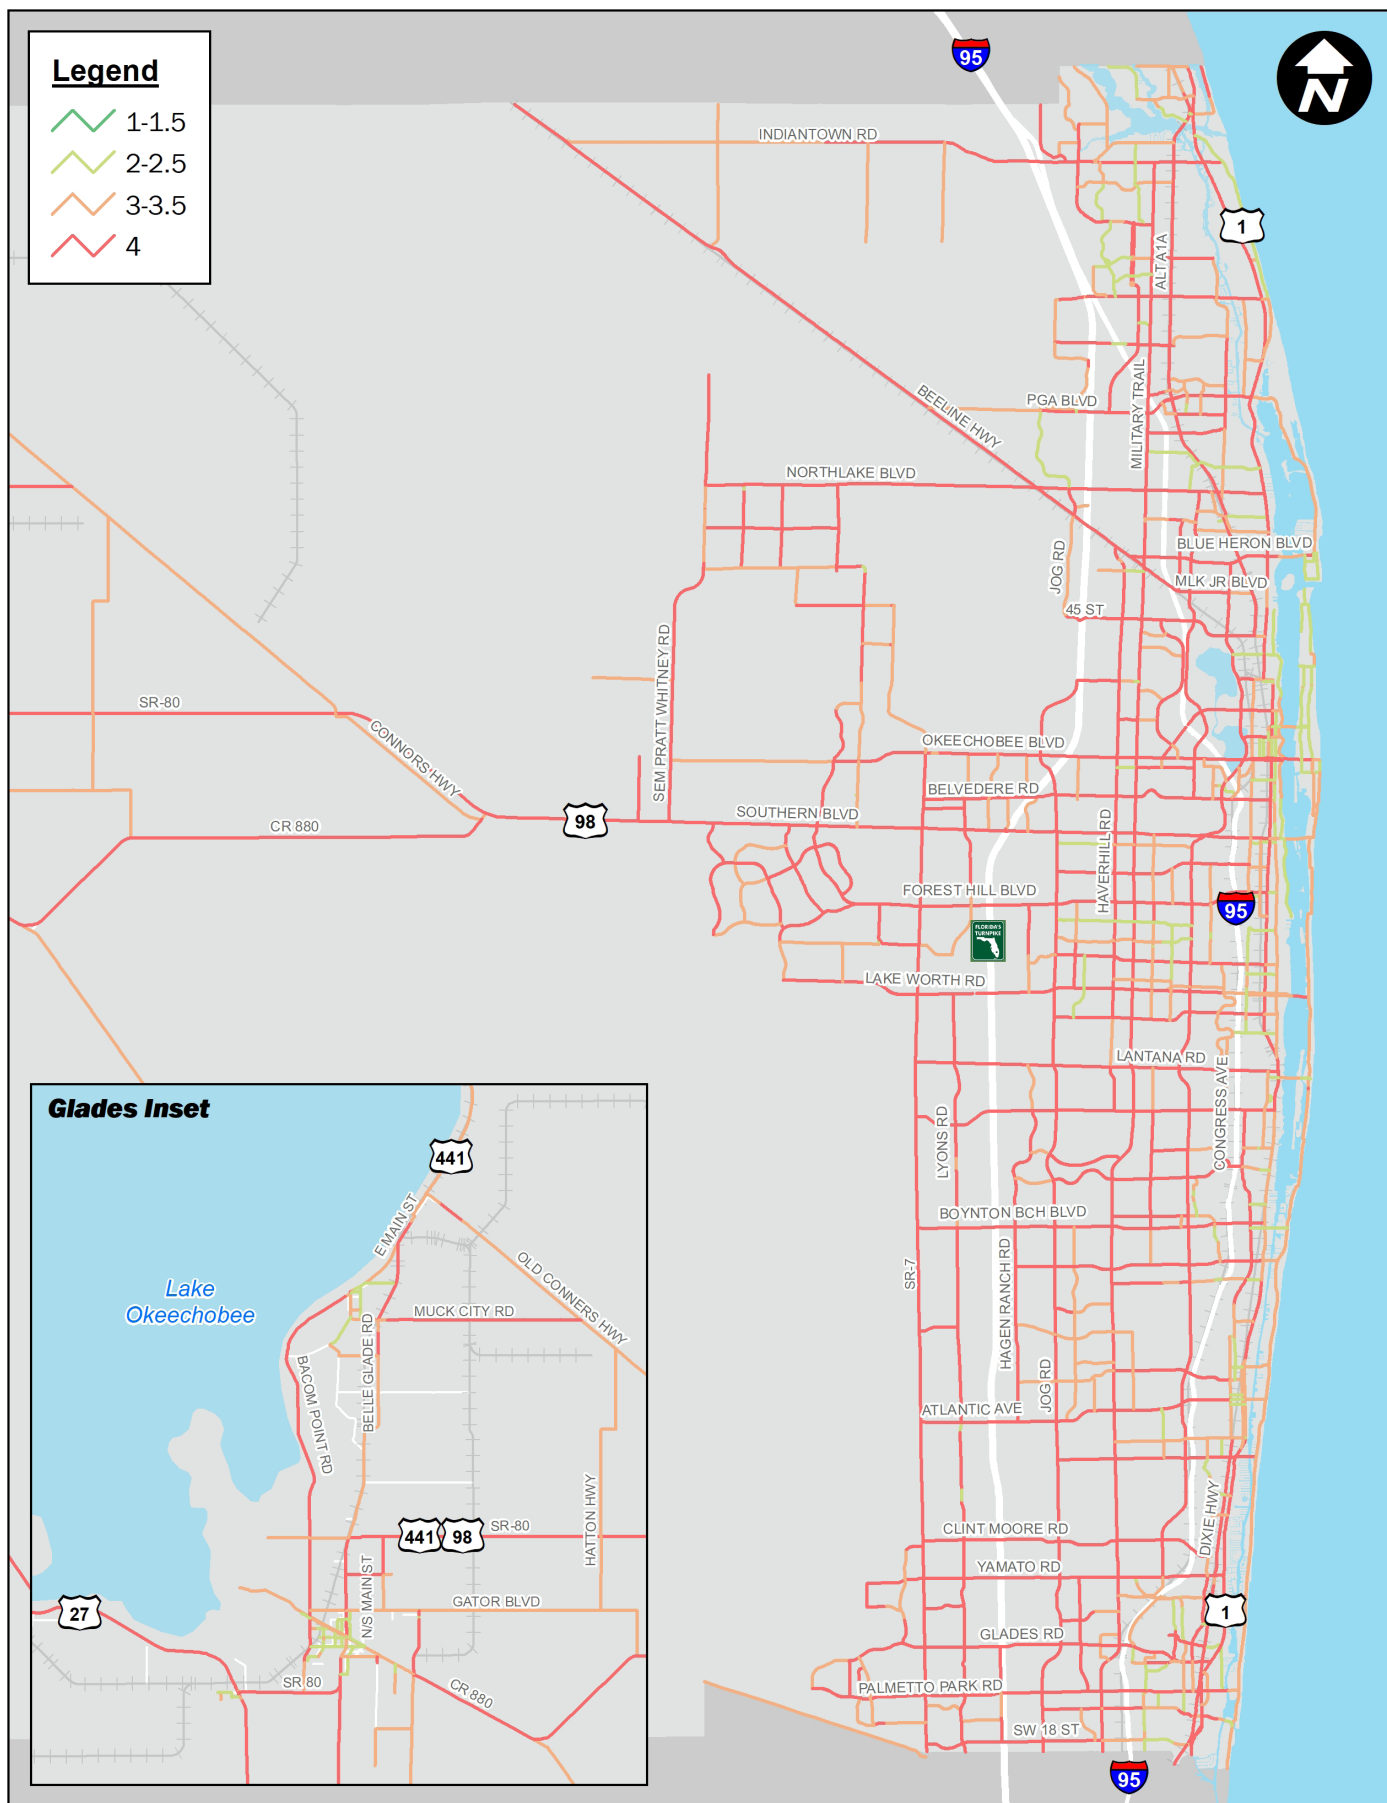 Legend
1-1.5
2-2.5
3-3.5
4
95
N
INDIANTOWN RD
1
ALT A1A
BEELINE HWY
PGA BLVD
MILITARY TRAIL
NORTHLAKE BLVD
BLUE HERON BLVD
JOG RD
MLK JR BLVD
45 ST
SEM PRATT WHITNEY RD
SR-80
CONNORS HWY
OKEECHOBEE BLVD
BELVEDERE RD
98
SOUTHERN BLVD
CR 880
HAVERHILL RD
FOREST HILL BLVD
95
FLORIDA'S
TURNPIKE
LAKE WORTH RD
LANTANA RD
CONGRESS AVE
LYONS RD
BOYNTON BCH BLVD
SR-7
HAGEN RANCH RD
JOG RD
ATLANTIC AVE
DIXIE HWY
CLINT MOORE RD
YAMATO RD
1
GLADES RD
PALMETTO PARK RD
SW 18 ST
95
Glades Inset
441
E MAIN ST
OLD CONNERS HWY
Lake
Okeechobee
MUCK CITY RD
BELLE GLADE RD
BACOM POINT RD
HATTON HWY
441
98
SR-80
N/S MAIN ST
GATOR BLVD
27
SR 80
CR 880